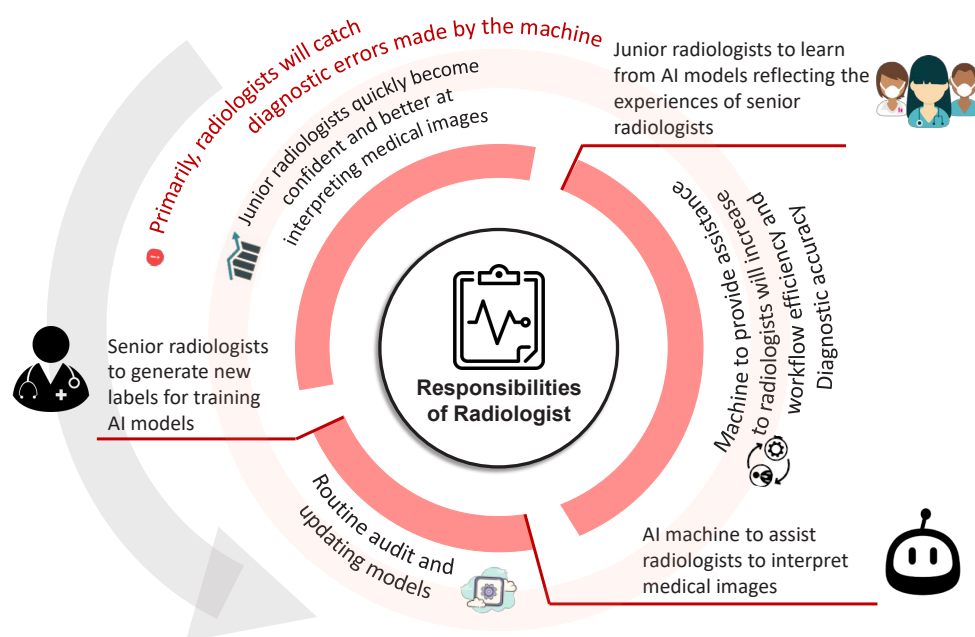 Primarily, radiologists will catch
diagnostic errors made by the machine
Junior radiologists quickly become
confident and better at
interpreting medical images
Junior radiologists to learn
from AI models reflecting the
experiences of senior
radiologists
Machine to provide assistance
to radiologists will increase
workflow efficiency and
Diagnostic accuracy
Responsibilities
of Radiologist
Senior radiologists
to generate new
labels for training
AI models
Routine audit and
updating models
AI machine to assist
radiologists to interpret
medical images